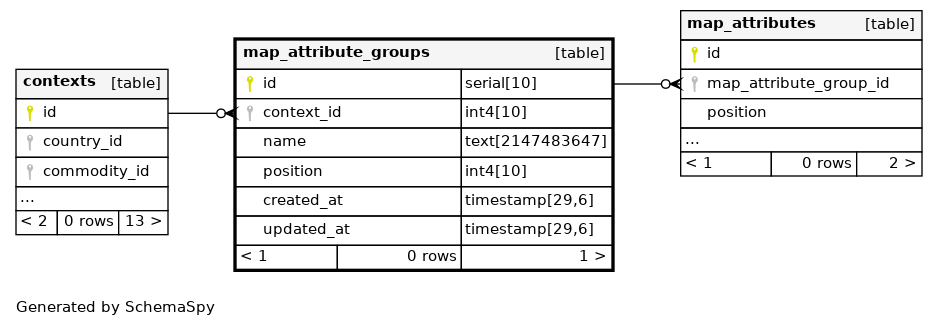 contexts [table]
id
country_id
commodity_id
...
< 2 0 rows 13 >
map_attribute_groups [table]
id serial[10]
context_id int4[10]
name text[2147483647]
position int4[10]
created_at timestamp[29,6]
updated_at timestamp[29,6]
< 1 0 rows 1 >
map_attributes [table]
id
map_attribute_group_id
position
...
< 1 0 rows 2 >
Generated by SchemaSpy